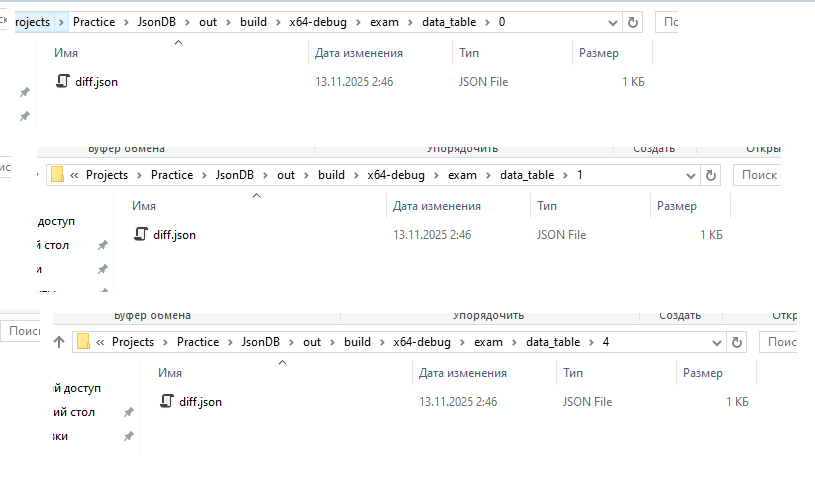 rojects > Practice > JsonDB > out > build > x64-debug > exam > data_table > 0
Имя Дата изменения Тип Размер
diff.json 13.11.2025 2:46 JSON File 1 КБ
Буфер обмена Упорядочить Создать Откры
« Projects > Practice > JsonDB > out > build > x64-debug > exam > data_table > 1 Поиск
Имя Дата изменения Тип Размер
доступ
diff.json 13.11.2025 2:46 JSON File 1 КБ
й стол
Буфер обмена Упорядочить Создать Откр
Поис
« Projects > Practice > JsonDB > out > build > x64-debug > exam > data_table > 4 Поис
Имя Дата изменения Тип Размер
ый доступ
diff.json 13.11.2025 2:46 JSON File 1 КБ
ий стол
зки